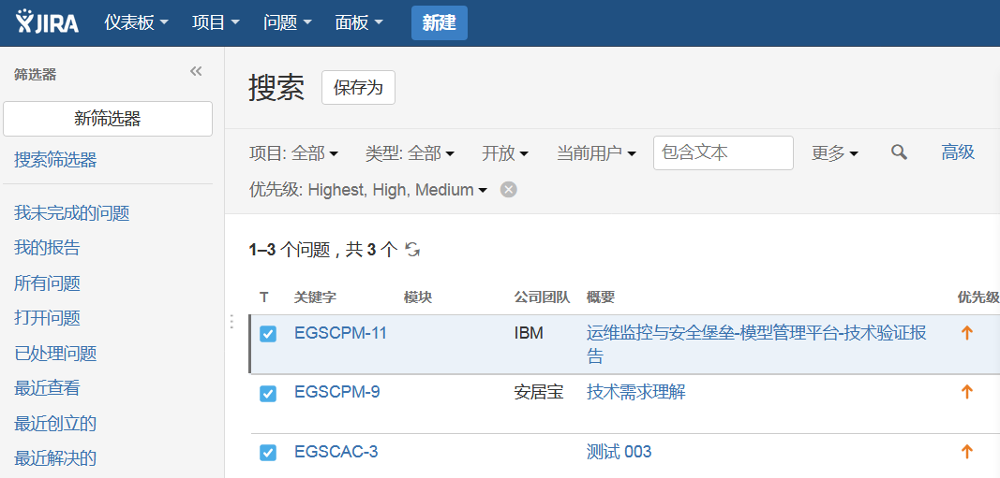 JIRA 仪表板 项目 问题 面板 新建
筛选器
新筛选器
搜索筛选器
我未完成的问题
我的报告
所有问题
打开问题
已处理问题
最近查看
最近创立的
最近解决的
搜索 保存为
项目: 全部 类型: 全部 开放 当前用户 包含文本 更多 高级
优先级: Highest, High, Medium
1–3 个问题，共 3 个
T 关键字 模块 公司团队 概要 优先级
EGSCPM-11 IBM 运维监控与安全堡垒-模型管理平台-技术验证报
告
EGSCPM-9 安居宝 技术需求理解
EGSCAC-3 测试 003